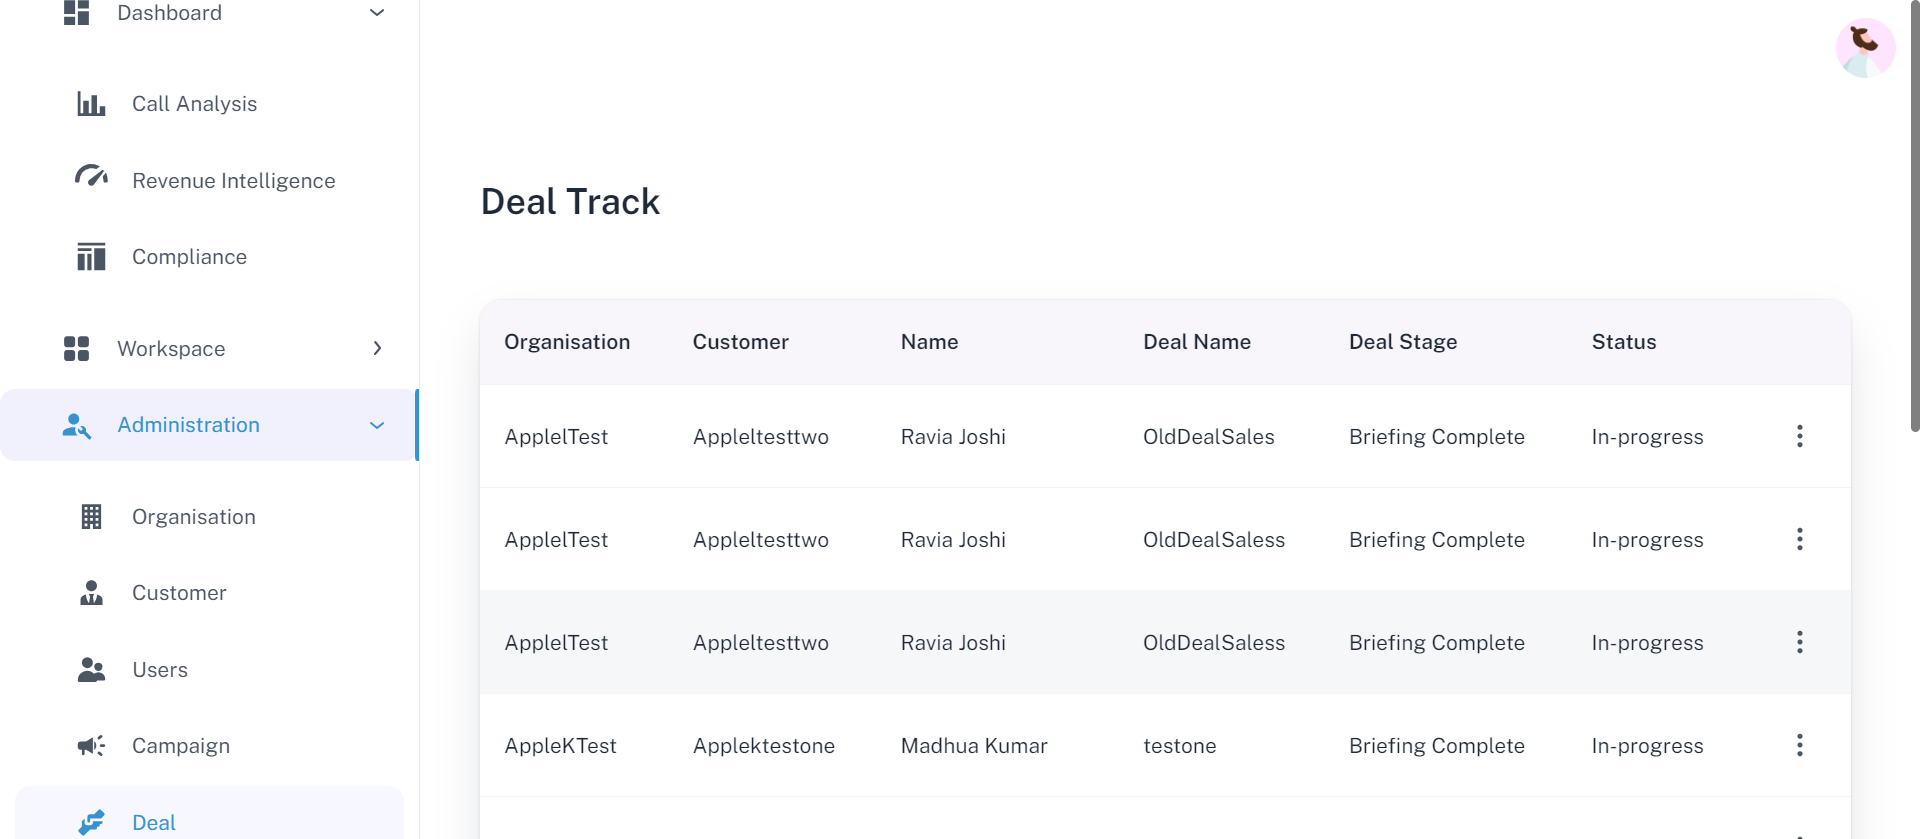 Dashboard
Call Analysis
Revenue Intelligence
Compliance
Workspace
Administration
Organisation
Customer
Users
Campaign
Deal
Deal Track
Organisation Customer Name Deal Name Deal Stage Status
ApplelTest Appleltesttwo Ravia Joshi OldDealSales Briefing Complete In-progress
ApplelTest Appleltesttwo Ravia Joshi OldDealSaless Briefing Complete In-progress
ApplelTest Appleltesttwo Ravia Joshi OldDealSaless Briefing Complete In-progress
AppleKTest Applektestone Madhua Kumar testone Briefing Complete In-progress